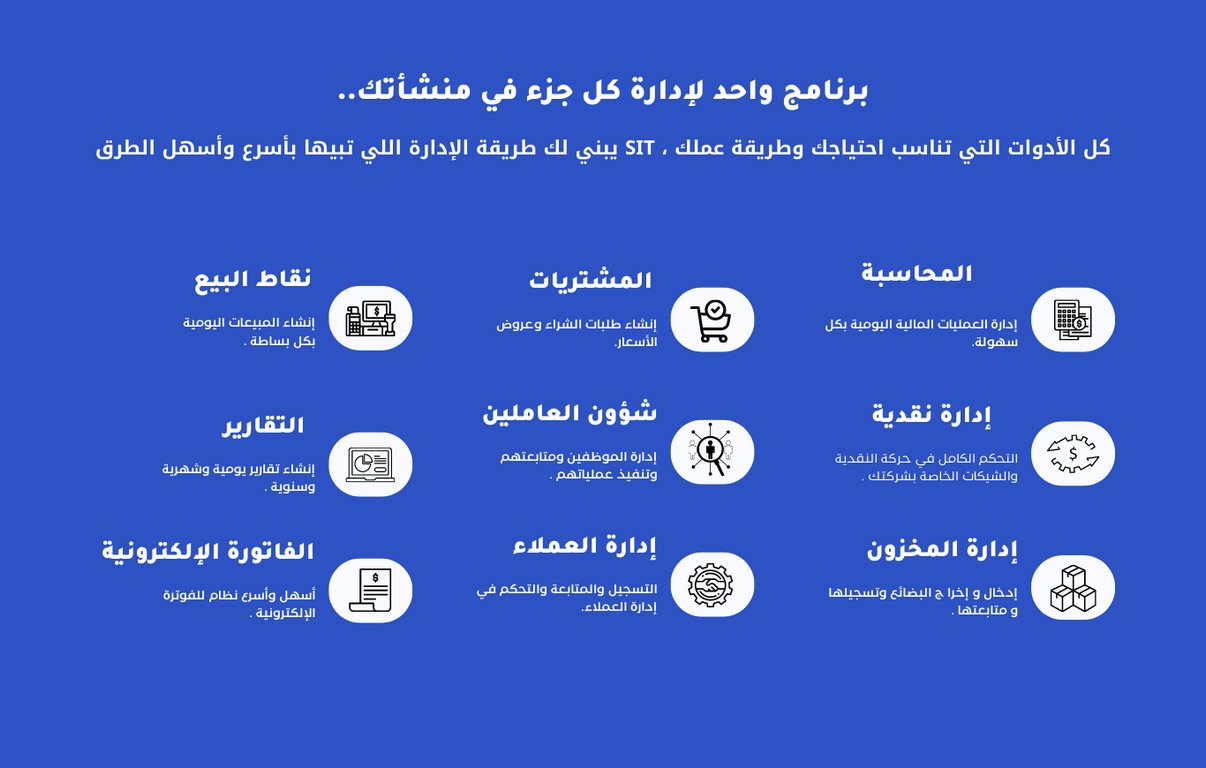 برنامج واحد لإدارة كل جزء في منشأتك..
كل الأدوات التي تناسب احتياجك وطريقة عملك ، SIT يبني لك طريقة الإدارة اللي تبيها بأسرع وأسهل الطرق
المحاسبة
إدارة العمليات المالية اليومية بكل
سهولة.
المشتريات
إنشاء طلبات الشراء وعروض
الأسعار.
نقاط البيع
إنشاء المبيعات اليومية
بكل بساطة .
إدارة نقدية
التحكم الكامل في حركة النقدية
والشيكات الخاصة بشركتك .
شؤون العاملين
إدارة الموظفين ومتابعتهم
وتنفيذ عملياتهم .
التقارير
إنشاء تقارير يومية وشهرية
وسنوية .
إدارة المخزون
إدخال و إخرا ج البضائع وتسجيلها
و متابعتها .
إدارة العملاء
التسجيل والمتابعة والتحكم في
إدارة العملاء.
الفاتورة الإلكترونية
أسهل وأسرع نظام للفوترة
الإلكترونية .